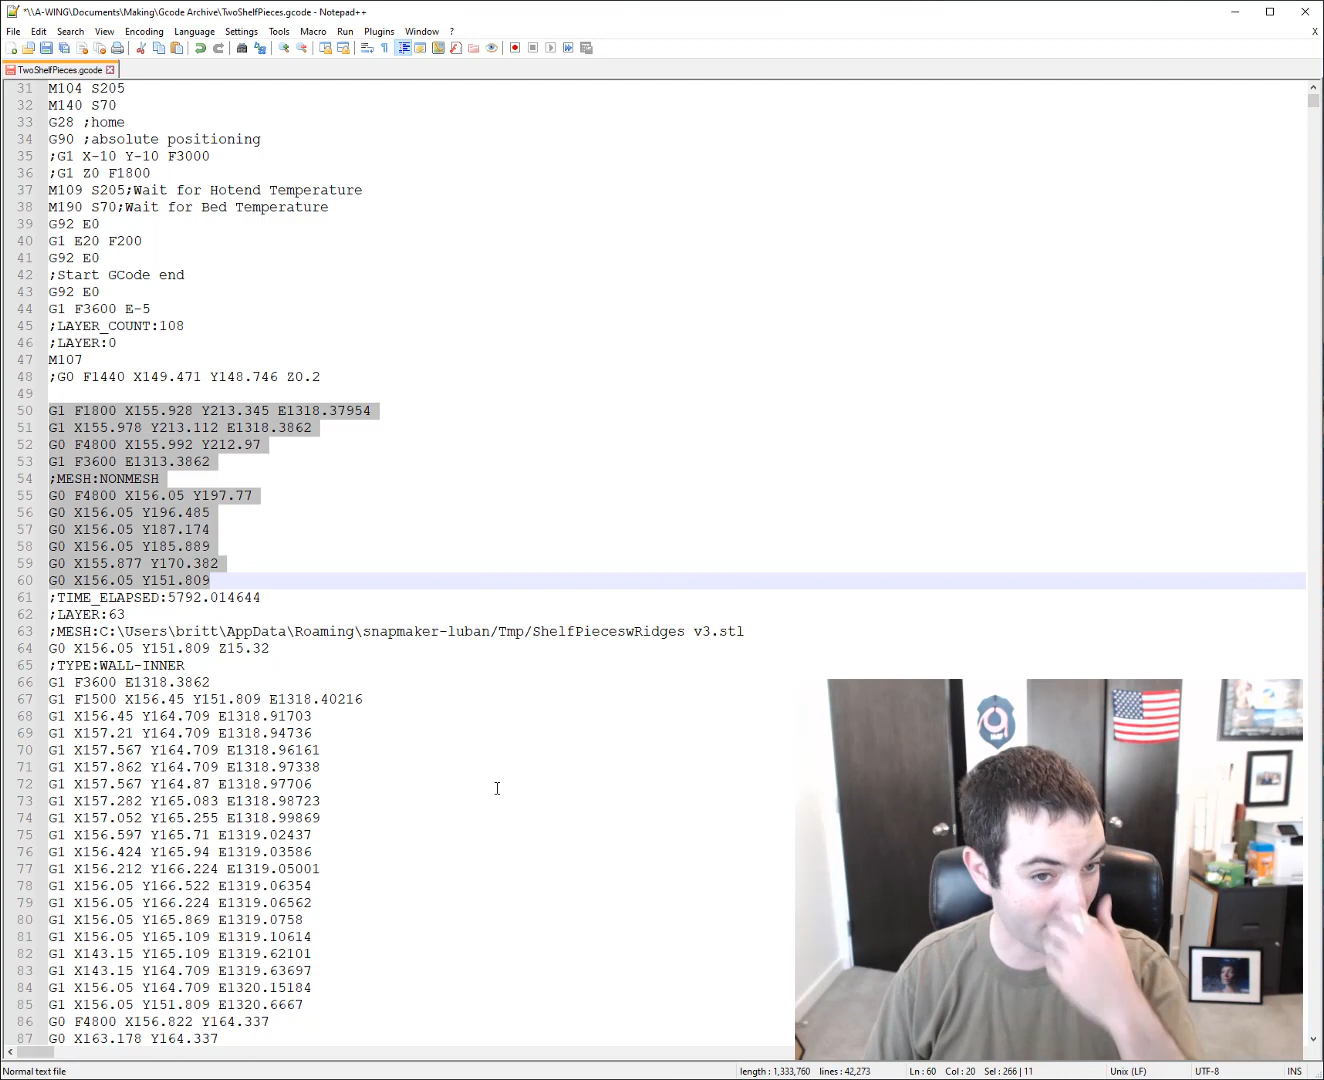 *\\A-WING\Documents\Making\Gcode Archive\TwoShelfPieces.gcode - Notepad++
File Edit Search View Encoding Language Settings Tools Macro Run Plugins Window ? X
TwoShelfPieces.gcode
31 M104 S205
32 M140 S70
33 G28 ;home
34 G90 ;absolute positioning
35 ;G1 X-10 Y-10 F3000
36 ;G1 Z0 F1800
37 M109 S205;Wait for Hotend Temperature
38 M190 S70;Wait for Bed Temperature
39 G92 E0
40 G1 E20 F200
41 G92 E0
42 ;Start GCode end
43 G92 E0
44 G1 F3600 E-5
45 ;LAYER_COUNT:108
46 ;LAYER:0
47 M107
48 ;G0 F1440 X149.471 Y148.746 Z0.2
49
50 G1 F1800 X155.928 Y213.345 E1318.37954
51 G1 X155.978 Y213.112 E1318.3862
52 G0 F4800 X155.992 Y212.97
53 G1 F3600 E1313.3862
54 ;MESH:NONMESH
55 G0 F4800 X156.05 Y197.77
56 G0 X156.05 Y196.485
57 G0 X156.05 Y187.174
58 G0 X156.05 Y185.889
59 G0 X155.877 Y170.382
60 G0 X156.05 Y151.809
61 ;TIME_ELAPSED:5792.014644
62 ;LAYER:63
63 ;MESH:C:\Users\britt\AppData\Roaming\snapmaker-luban/Tmp/ShelfPieceswRidges v3.stl
64 G0 X156.05 Y151.809 Z15.32
65 ;TYPE:WALL-INNER
66 G1 F3600 E1318.3862
67 G1 F1500 X156.45 Y151.809 E1318.40216
68 G1 X156.45 Y164.709 E1318.91703
69 G1 X157.21 Y164.709 E1318.94736
70 G1 X157.567 Y164.709 E1318.96161
71 G1 X157.862 Y164.709 E1318.97338
72 G1 X157.567 Y164.87 E1318.97706
73 G1 X157.282 Y165.083 E1318.98723
74 G1 X157.052 Y165.255 E1318.99869
75 G1 X156.597 Y165.71 E1319.02437
76 G1 X156.424 Y165.94 E1319.03586
77 G1 X156.212 Y166.224 E1319.05001
78 G1 X156.05 Y166.522 E1319.06354
79 G1 X156.05 Y166.224 E1319.06562
80 G1 X156.05 Y165.869 E1319.0758
81 G1 X156.05 Y165.109 E1319.10614
82 G1 X143.15 Y165.109 E1319.62101
83 G1 X143.15 Y164.709 E1319.63697
84 G1 X156.05 Y164.709 E1320.15184
85 G1 X156.05 Y151.809 E1320.6667
86 G0 F4800 X156.822 Y164.337
87 G0 X163.178 Y164.337
Normal text file length : 1,333,760 lines : 42,273 Ln : 60 Col : 20 Sel : 266 | 11 Unix (LF) UTF-8 INS